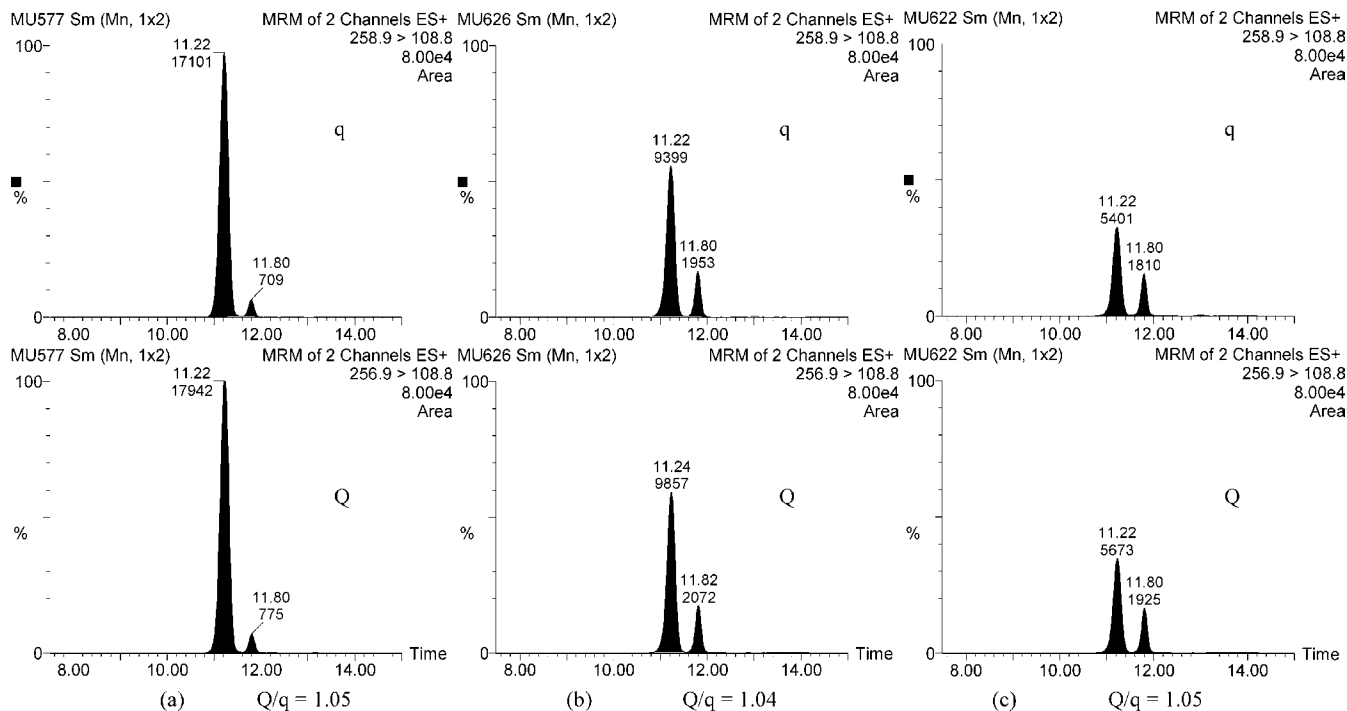 MU577 Sm (Mn, 1x2)
MRM of 2 Channels ES+
258.9 > 108.8
8.00e4
Area
100
11.22
17101
q
%
11.80
709
0
8.00 10.00 12.00 14.00
MU626 Sm (Mn, 1x2)
MRM of 2 Channels ES+
258.9 > 108.8
8.00e4
Area
100
q
11.22
9399
%
11.80
1953
0
8.00 10.00 12.00 14.00
MU622 Sm (Mn, 1x2)
MRM of 2 Channels ES+
258.9 > 108.8
8.00e4
Area
100
q
%
11.22
5401
11.80
1810
0
8.00 10.00 12.00 14.00
MU577 Sm (Mn, 1x2)
MRM of 2 Channels ES+
256.9 > 108.8
8.00e4
Area
100
11.22
17942
Q
%
11.80
775
0
Time
8.00 10.00 12.00 14.00
(a) Q/q = 1.05
MU626 Sm (Mn, 1x2)
MRM of 2 Channels ES+
256.9 > 108.8
8.00e4
Area
100
11.24
9857
Q
%
11.82
2072
0
8.00 10.00 12.00 14.00
(b) Q/q = 1.04
MU622 Sm (Mn, 1x2)
MRM of 2 Channels ES+
256.9 > 108.8
8.00e4
Area
100
Q
%
11.22
5673
11.80
1925
0
Time
8.00 10.00 12.00 14.00
(c) Q/q = 1.05